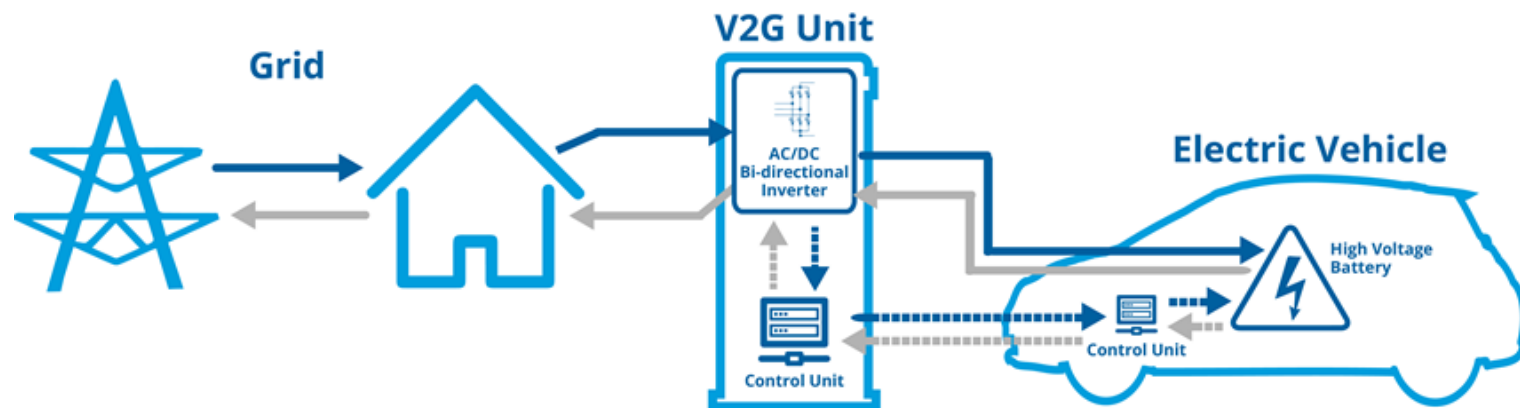 V2G Unit
Grid
AC/DC
Bi-directional
Inverter
Electric Vehicle
High Voltage
Battery
Control Unit
Control Unit